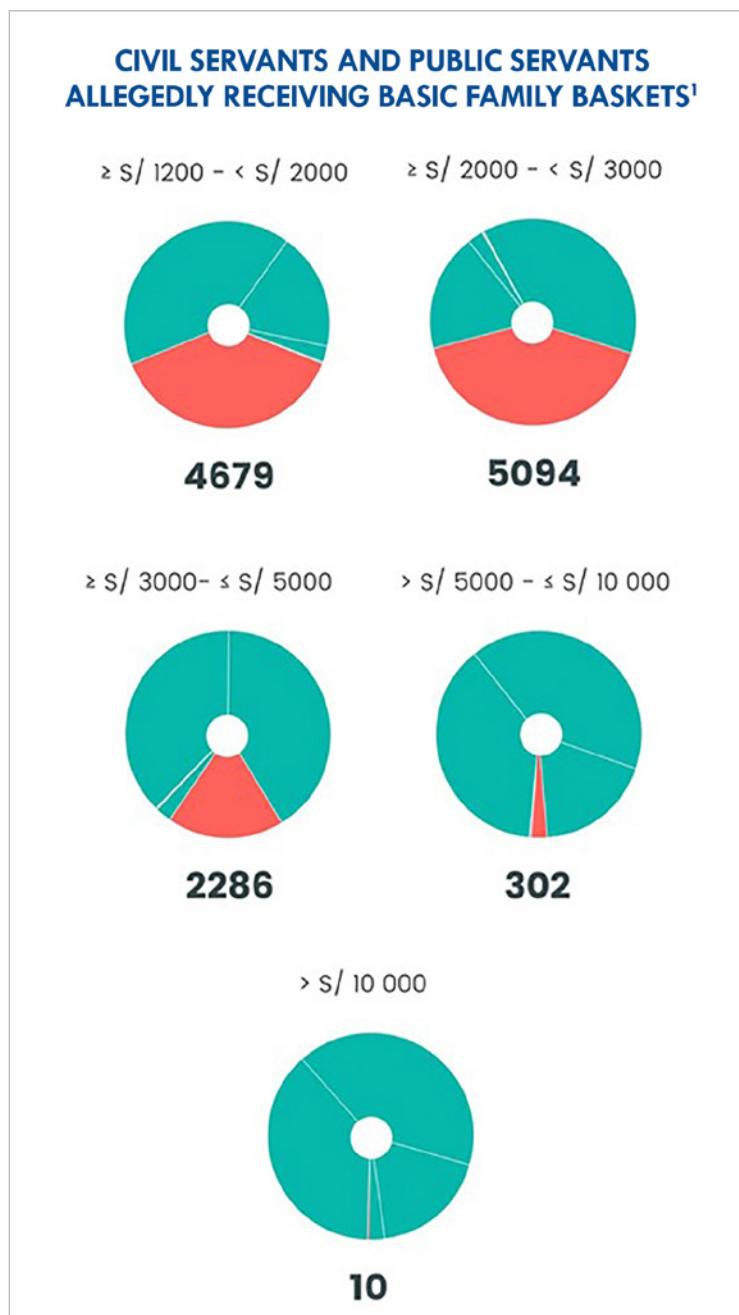 CIVIL SERVANTS AND PUBLIC SERVANTS
ALLEGEDLY RECEIVING BASIC FAMILY BASKETS¹
≥ S/ 1200 - < S/ 2000
≥ S/ 2000 - < S/ 3000
4679
5094
≥ S/ 3000- ≤ S/ 5000
> S/ 5000 - ≤ S/ 10 000
2286
302
> S/ 10 000
10